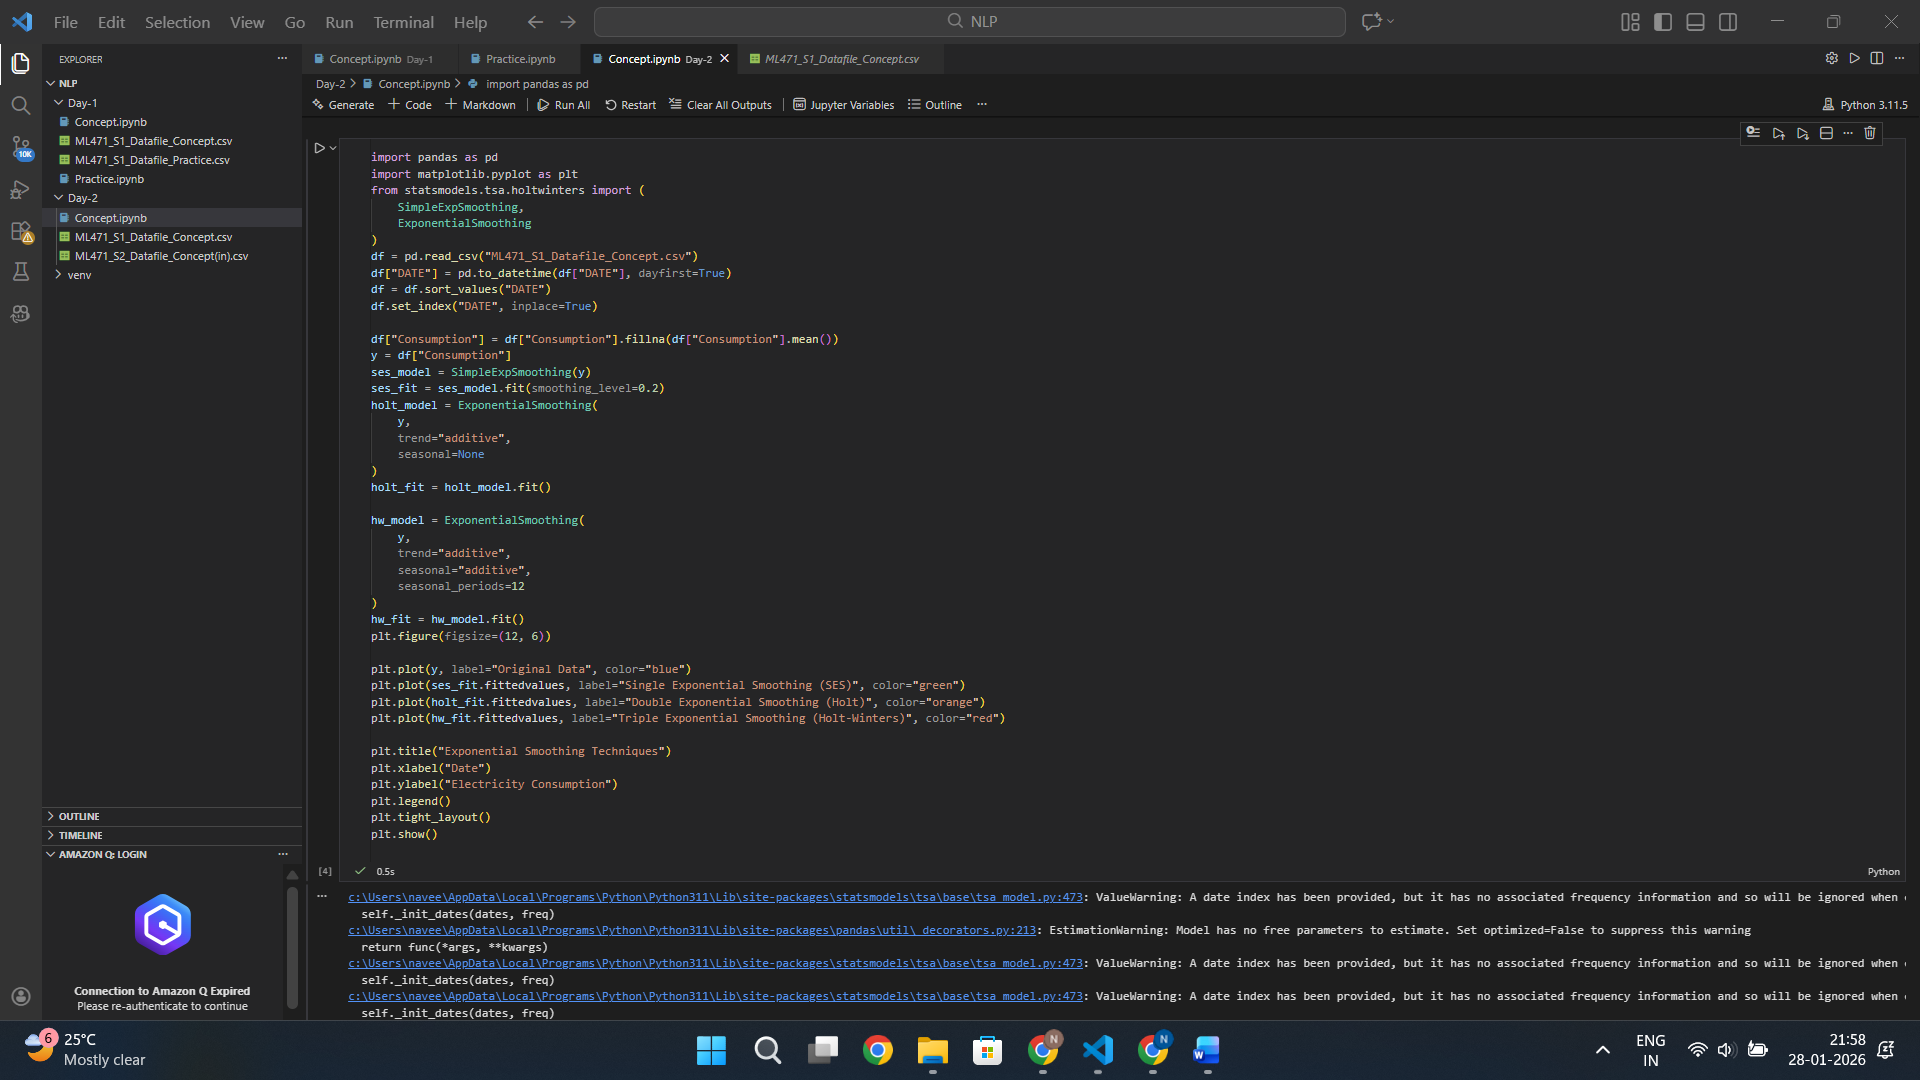 File Edit Selection View Go Run Terminal Help
NLP
EXPLORER
NLP
Day-1
Concept.ipynb
ML471_S1_Datafile_Concept.csv
ML471_S1_Datafile_Practice.csv
Practice.ipynb
Day-2
Concept.ipynb
ML471_S1_Datafile_Concept.csv
ML471_S2_Datafile_Concept(in).csv
venv
10K
OUTLINE
TIMELINE
AMAZON Q: LOGIN
Connection to Amazon Q Expired
Please re-authenticate to continue
Concept.ipynb Day-1
Practice.ipynb
Concept.ipynb Day-2
ML471_S1_Datafile_Concept.csv
Day-2 > Concept.ipynb > import pandas as pd
Generate + Code + Markdown Run All Restart Clear All Outputs Jupyter Variables Outline ...
Python 3.11.5
import pandas as pd
import matplotlib.pyplot as plt
from statsmodels.tsa.holtwinters import (
    SimpleExpSmoothing,
    ExponentialSmoothing
)
df = pd.read_csv("ML471_S1_Datafile_Concept.csv")
df["DATE"] = pd.to_datetime(df["DATE"], dayfirst=True)
df = df.sort_values("DATE")
df.set_index("DATE", inplace=True)
df["Consumption"] = df["Consumption"].fillna(df["Consumption"].mean())
y = df["Consumption"]
ses_model = SimpleExpSmoothing(y)
ses_fit = ses_model.fit(smoothing_level=0.2)
holt_model = ExponentialSmoothing(
    y,
    trend="additive",
    seasonal=None
)
holt_fit = holt_model.fit()
hw_model = ExponentialSmoothing(
    y,
    trend="additive",
    seasonal="additive",
    seasonal_periods=12
)
hw_fit = hw_model.fit()
plt.figure(figsize=(12, 6))
plt.plot(y, label="Original Data", color="blue")
plt.plot(ses_fit.fittedvalues, label="Single Exponential Smoothing (SES)", color="green")
plt.plot(holt_fit.fittedvalues, label="Double Exponential Smoothing (Holt)", color="orange")
plt.plot(hw_fit.fittedvalues, label="Triple Exponential Smoothing (Holt-Winters)", color="red")
plt.title("Exponential Smoothing Techniques")
plt.xlabel("Date")
plt.ylabel("Electricity Consumption")
plt.legend()
plt.tight_layout()
plt.show()
[4] 0.5s
Python
c:\Users\navee\AppData\Local\Programs\Python\Python311\Lib\site-packages\statsmodels\tsa\base\tsa_model.py:473: ValueWarning: A date index has been provided, but it has no associated frequency information and so will be ignored when
  self._init_dates(dates, freq)
c:\Users\navee\AppData\Local\Programs\Python\Python311\Lib\site-packages\pandas\util\_decorators.py:213: EstimationWarning: Model has no free parameters to estimate. Set optimized=False to suppress this warning
  return func(*args, **kwargs)
c:\Users\navee\AppData\Local\Programs\Python\Python311\Lib\site-packages\statsmodels\tsa\base\tsa_model.py:473: ValueWarning: A date index has been provided, but it has no associated frequency information and so will be ignored when
  self._init_dates(dates, freq)
c:\Users\navee\AppData\Local\Programs\Python\Python311\Lib\site-packages\statsmodels\tsa\base\tsa_model.py:473: ValueWarning: A date index has been provided, but it has no associated frequency information and so will be ignored when
  self._init_dates(dates, freq)
6
25°C
Mostly clear
N
N
W
ENG
IN
21:58
28-01-2026